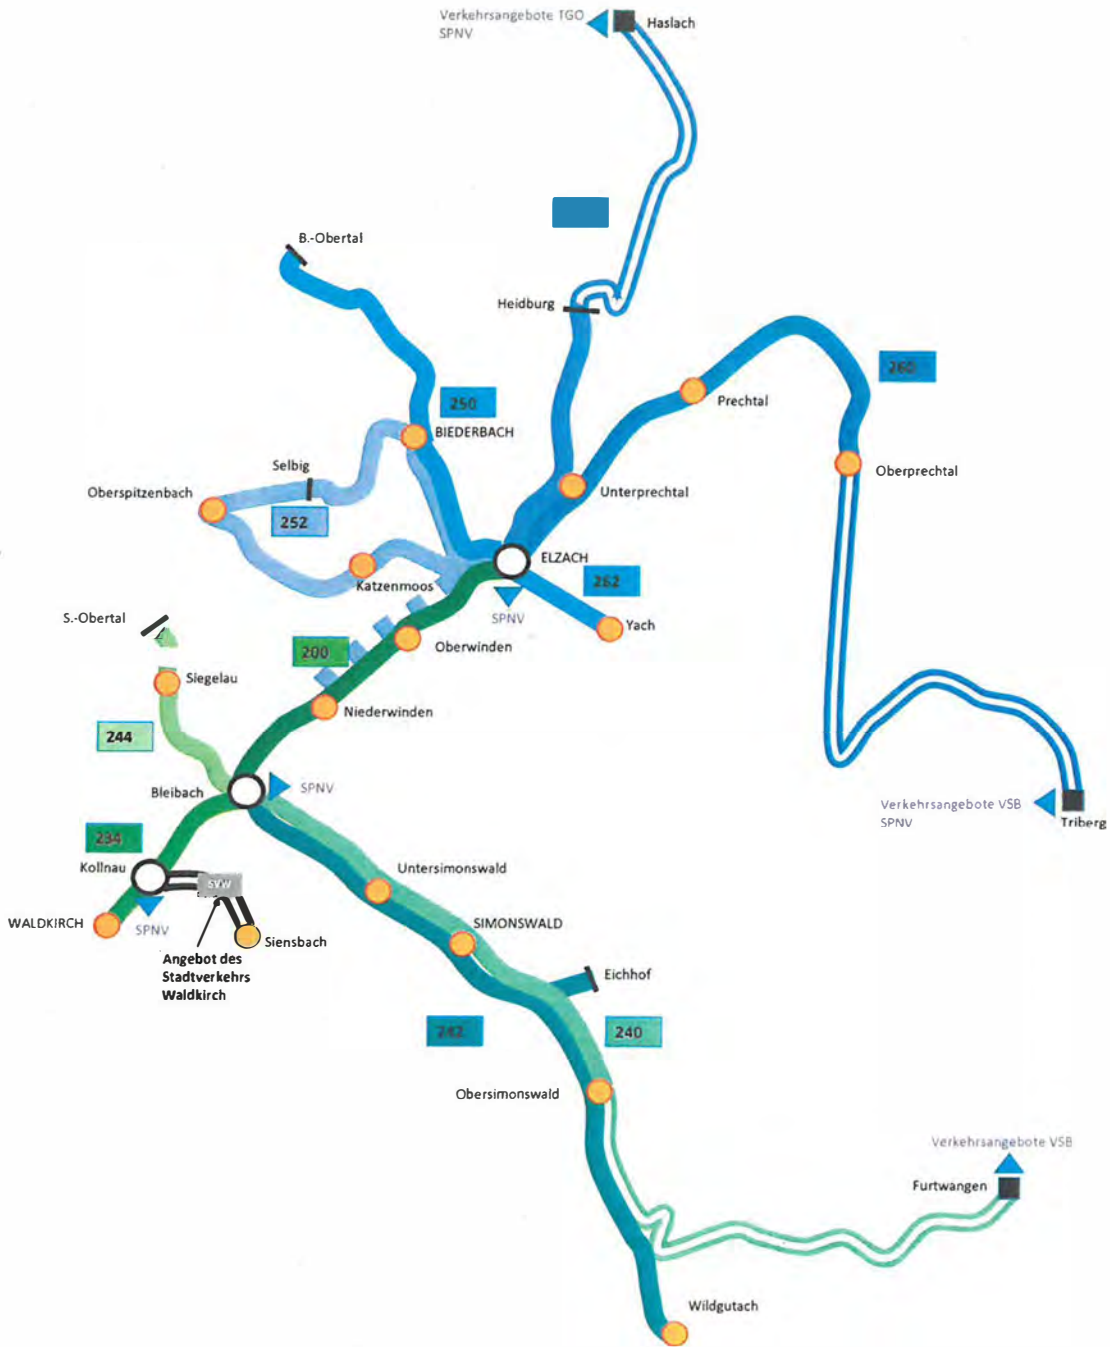 Verkehrsangebote TGO
SPNV
Haslach
B.-Obertal
Heidburg
260
Prechtal
250
BIEDERBACH
Oberprechtal
Selbig
Oberspitzenbach
Unterprechtal
252
ELZACH
262
Katzenmoos
SPNV
Yach
S.-Obertal
Oberwinden
200
Siegelau
Niederwinden
244
Bleibach
SPNV
Verkehrsangebote VSB
SPNV
Triberg
234
Kollnau
Untersimonswald
SVW
WALDKIRCH
SPNV
SIMONSWALD
Siensbach
Angebot des
Stadtverkehrs
Waldkirch
Eichhof
242
240
Obersimonswald
Verkehrsangebote VSB
Furtwangen
Wildgutach